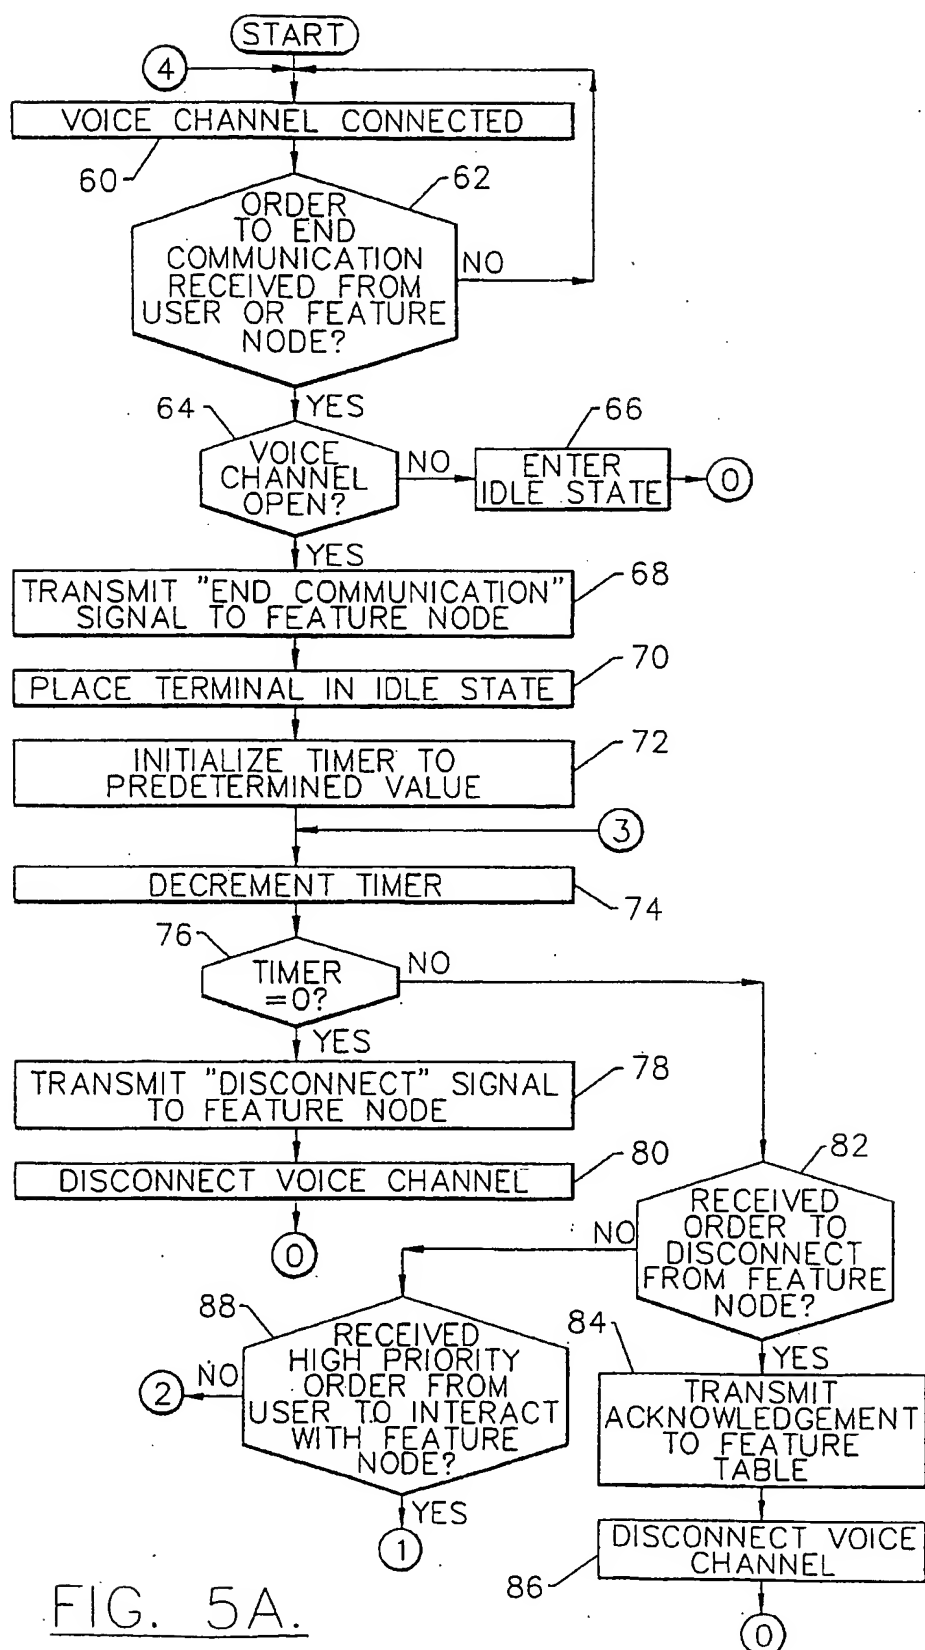 START
4
VOICE CHANNEL CONNECTED
60
62
ORDER
TO END
COMMUNICATION
RECEIVED FROM
USER OR FEATURE
NODE?
NO
YES
64
VOICE
CHANNEL
OPEN?
NO
66
ENTER
IDLE STATE
0
YES
TRANSMIT "END COMMUNICATION"
SIGNAL TO FEATURE NODE
68
PLACE TERMINAL IN IDLE STATE
70
INITIALIZE TIMER TO
PREDETERMINED VALUE
72
3
DECREMENT TIMER
74
76
TIMER
=0?
NO
YES
TRANSMIT "DISCONNECT" SIGNAL
TO FEATURE NODE
78
DISCONNECT VOICE CHANNEL
80
0
82
RECEIVED
ORDER TO
DISCONNECT
FROM FEATURE
NODE?
NO
YES
88
RECEIVED
HIGH PRIORITY
ORDER FROM
USER TO INTERACT
WITH FEATURE
NODE?
NO
2
YES
1
84
TRANSMIT
ACKNOWLEDGEMENT
TO FEATURE
TABLE
DISCONNECT VOICE
CHANNEL
86
0
FIG. 5A.